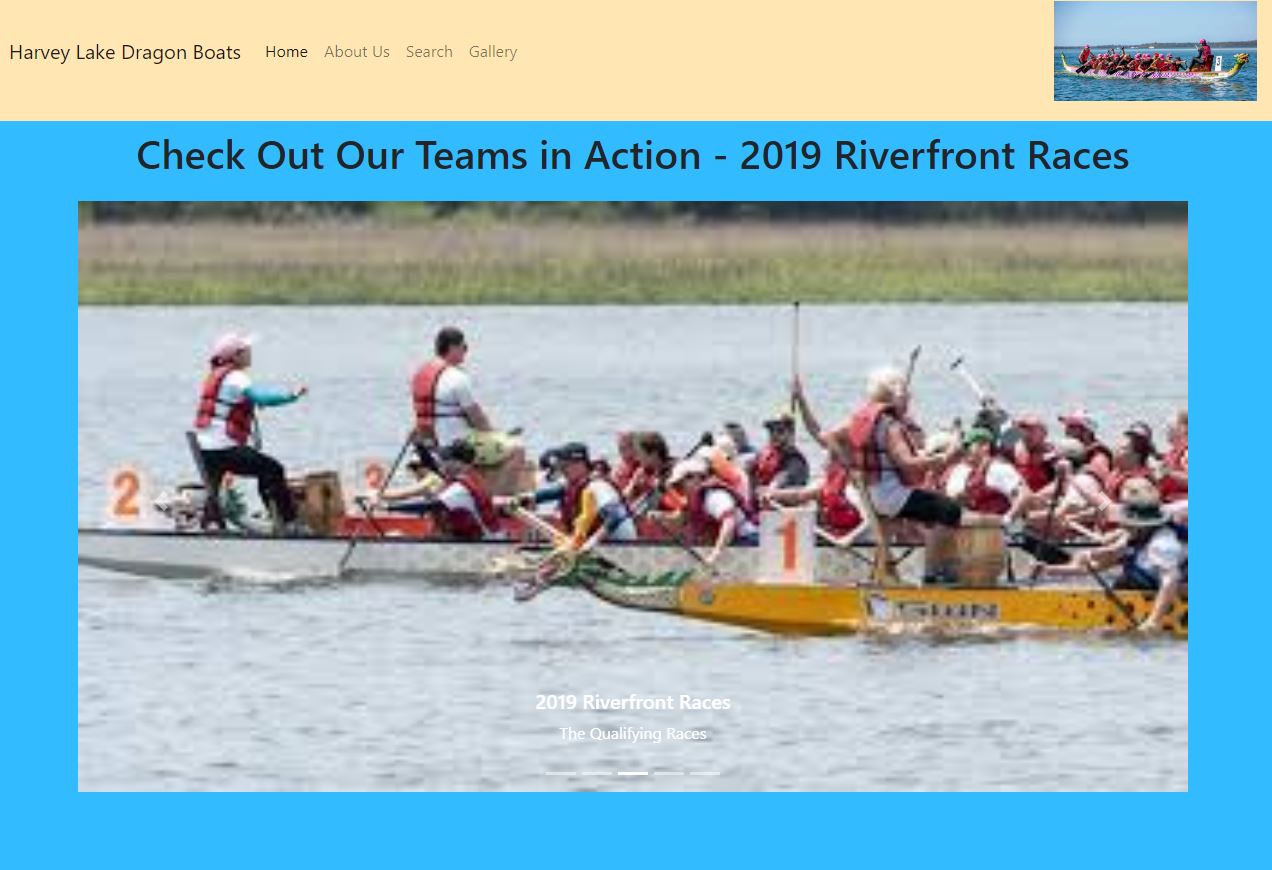 Harvey Lake Dragon Boats Home About Us Search Gallery
Check Out Our Teams in Action - 2019 Riverfront Races
2
1
2019 Riverfront Races
The Qualifying Races